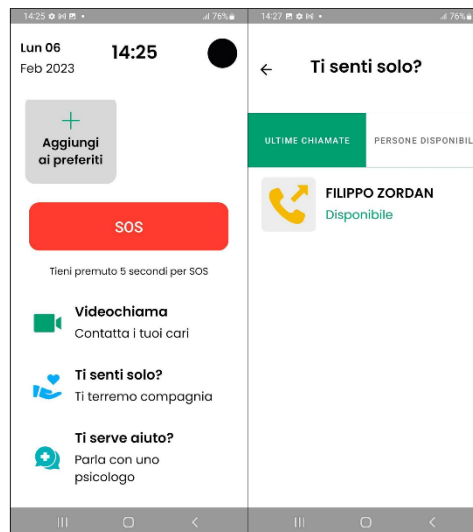 14:25
76%
Lun 06
Feb 2023
14:25
Aggiungi
ai preferiti
SOS
Tieni premuto 5 secondi per SOS
Videochiama
Contatta i tuoi cari
Ti senti solo?
Ti terremo compagnia
Ti serve aiuto?
Parla con uno
psicologo
14:27
76%
Ti senti solo?
ULTIME CHIAMATE
PERSONE DISPONIBIL
FILIPPO ZORDAN
Disponibile